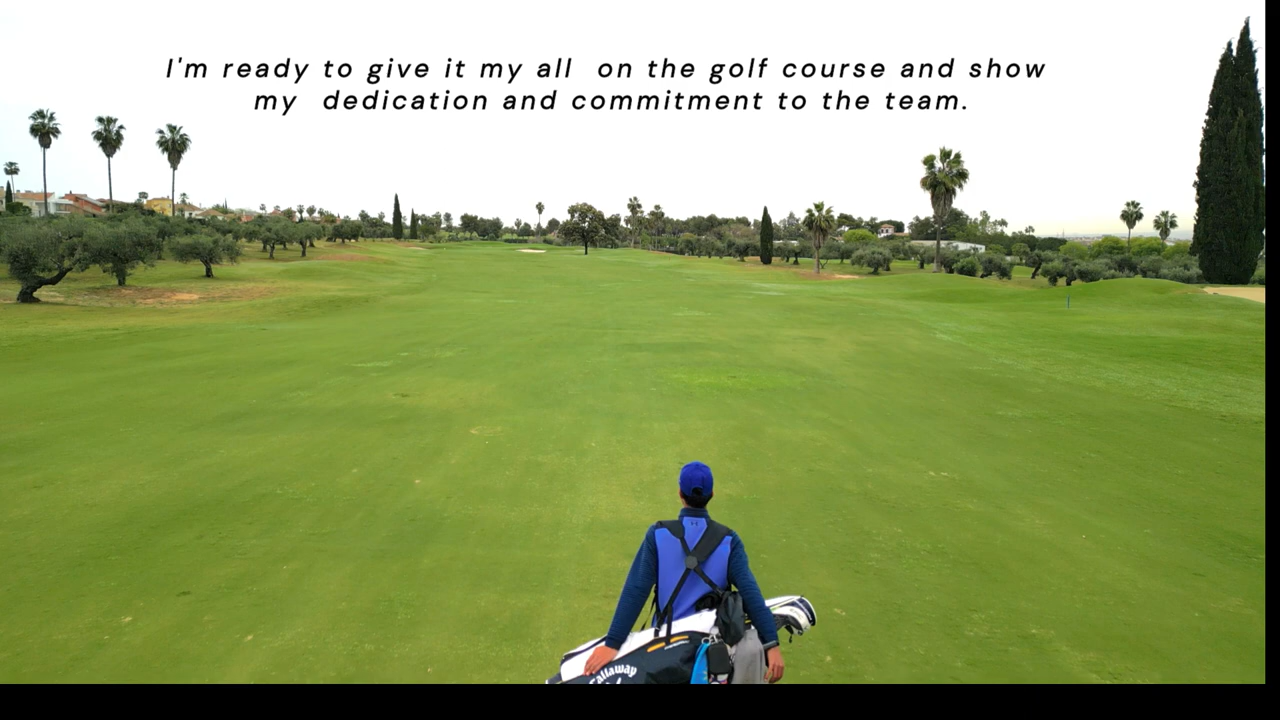 I'm ready to give it my all on the golf course and show
my dedication and commitment to the team.
Callaway